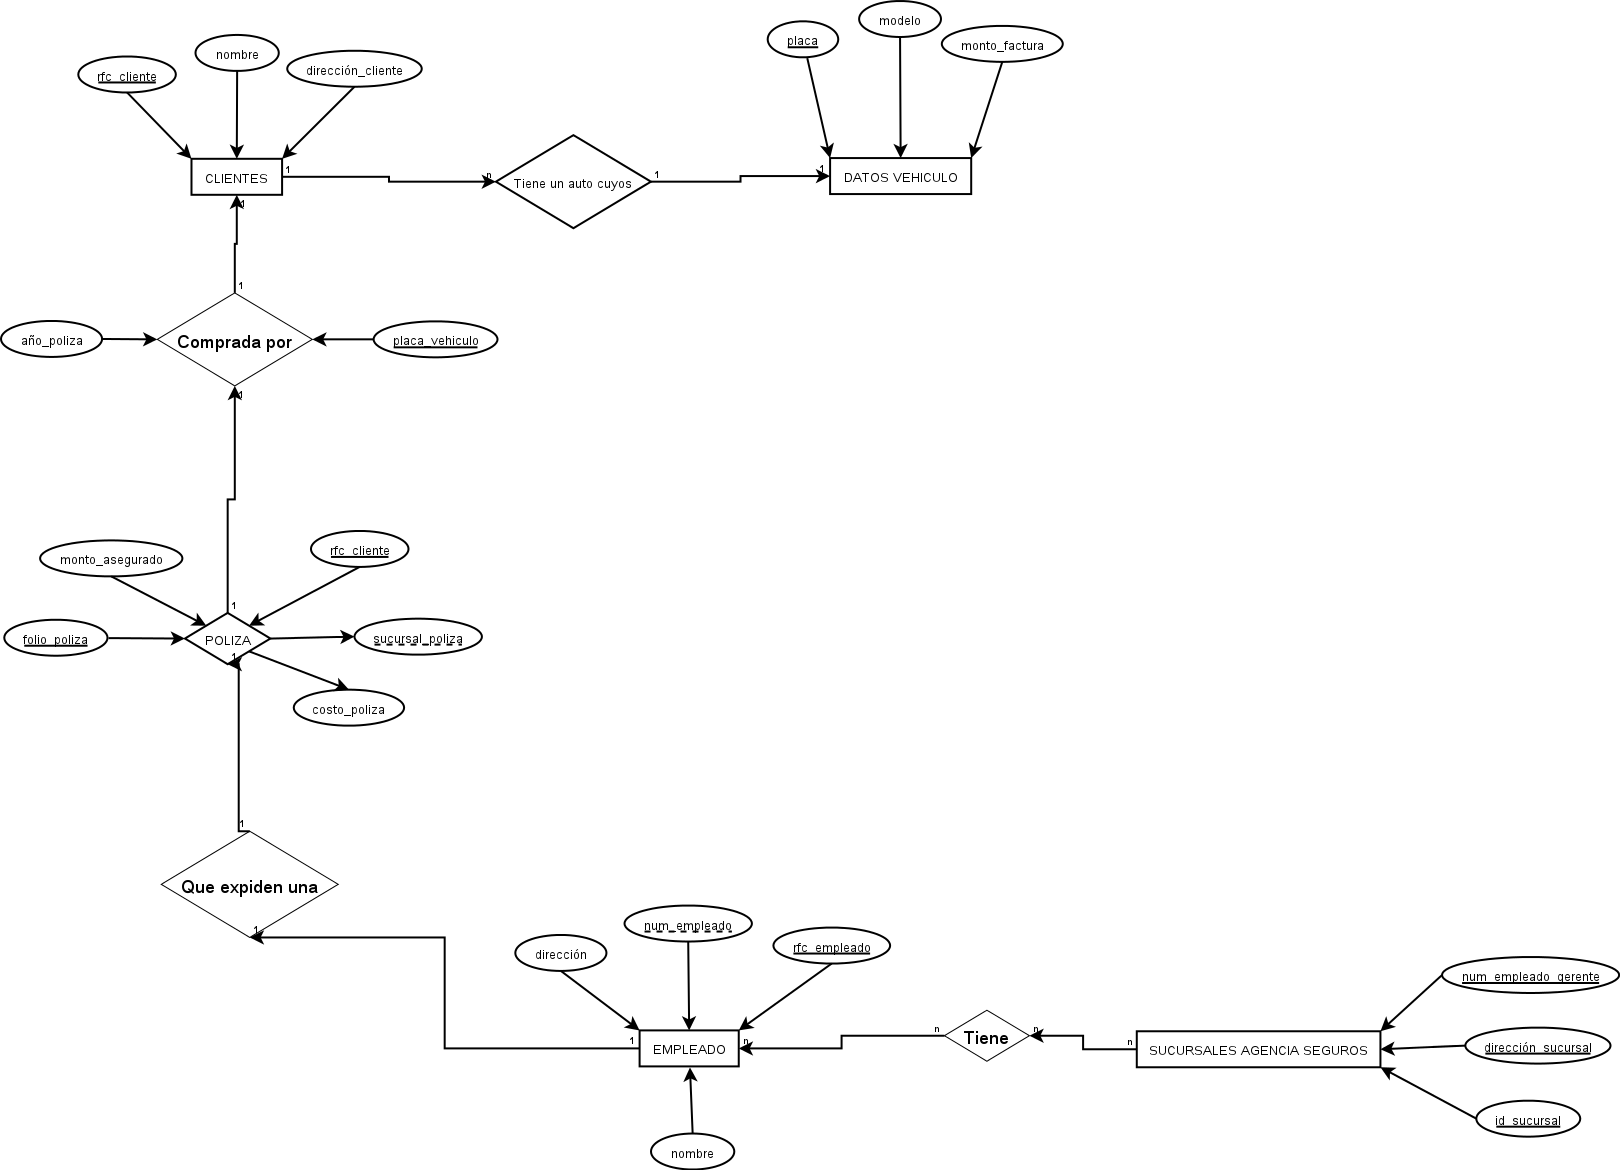 modelo
placa
monto_factura
nombre
rfc_cliente
dirección_cliente
CLIENTES
1
n
Tiene un auto cuyos
1
1
DATOS VEHICULO
1
1
año_poliza
Comprada por
placa_vehiculo
1
monto_asegurado
rfc_cliente
1
folio_poliza
POLIZA
sucursal_poliza
1
costo_poliza
1
Que expiden una
1
dirección
num_empleado
rfc_empleado
num_empleado_gerente
1
EMPLEADO
n
n
Tiene
n
n
SUCURSALES AGENCIA SEGUROS
dirección_sucursal
id_sucursal
nombre